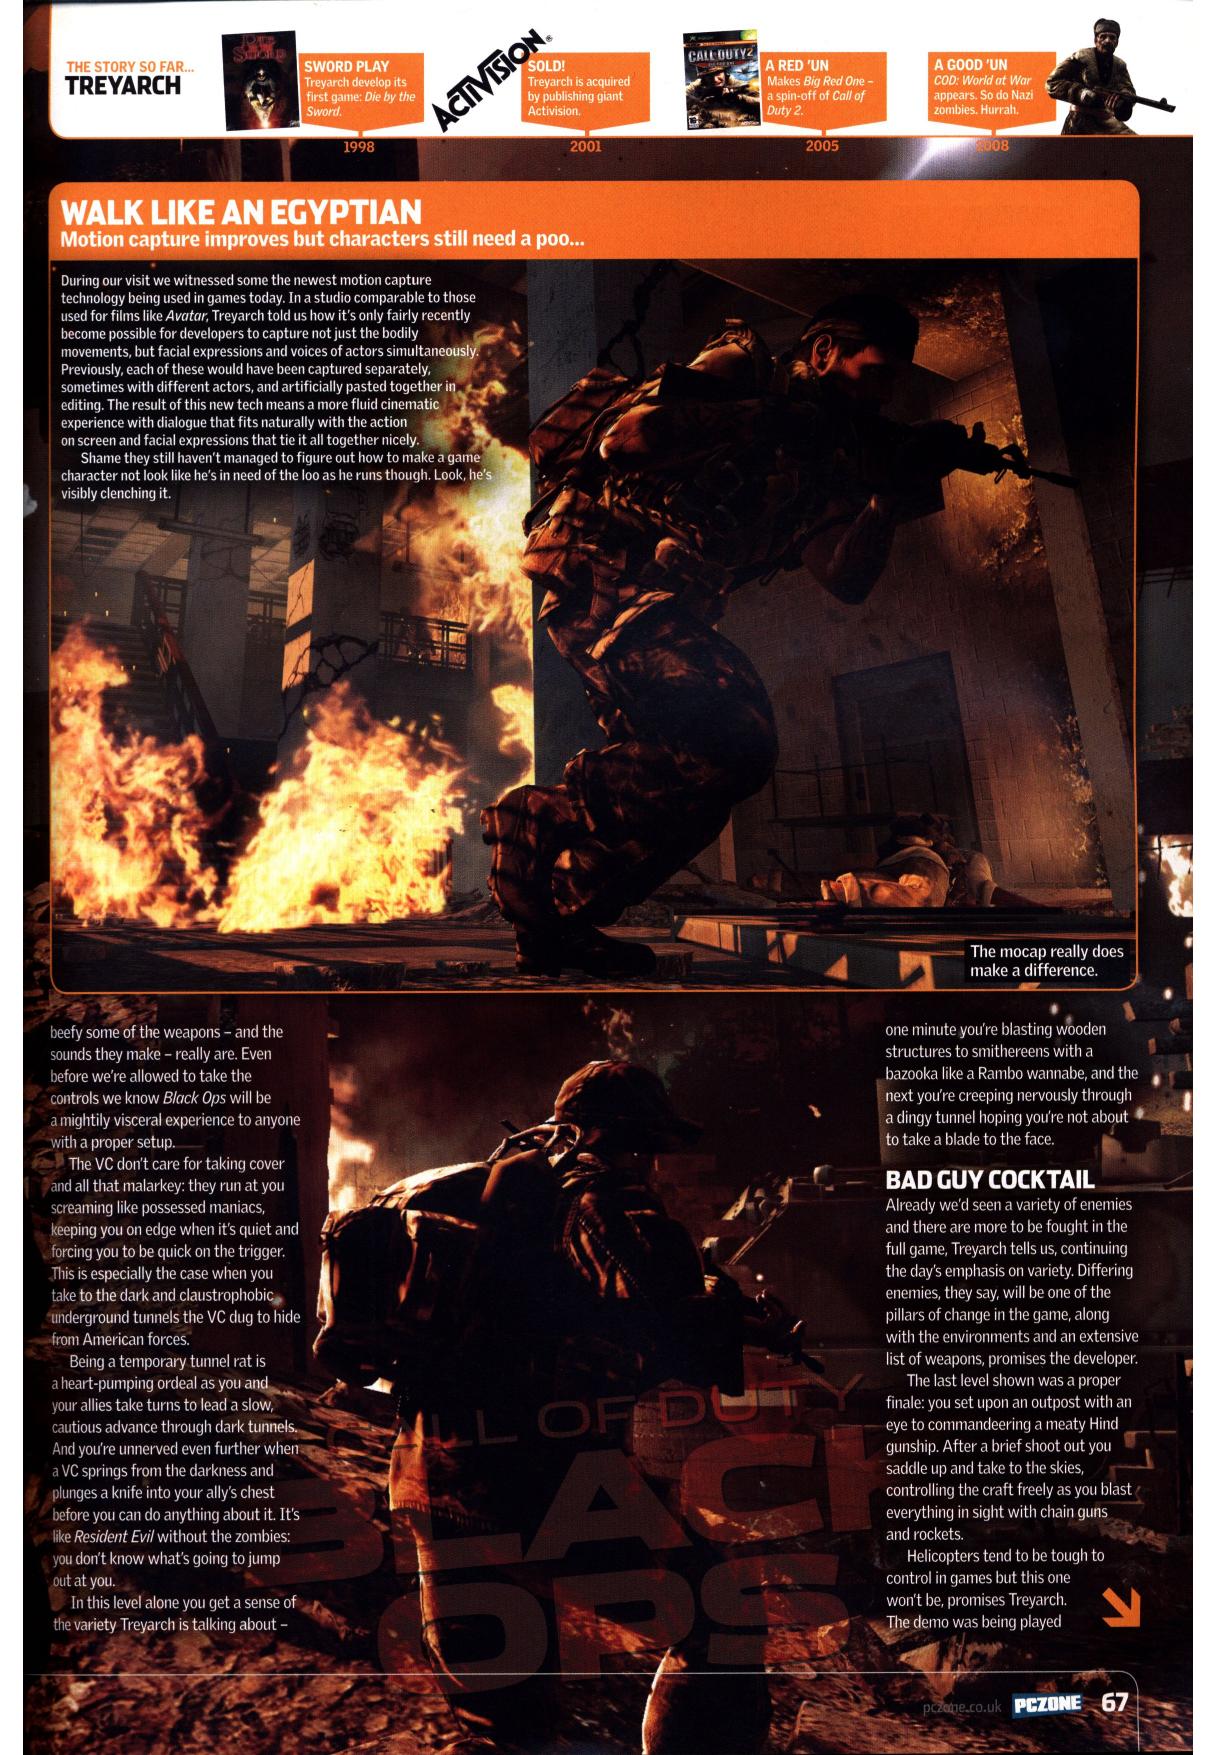 THE STORY SO FAR...
TREYARCH
SWORD PLAY
Treyarch develop its
first game: Die by the
Sword.
1998
ACTIVISION®
SOLD!
Treyarch is acquired
by publishing giant
Activision.
2001
CALL OF DUTY 2
A RED 'UN
Makes Big Red One –
a spin-off of Call of
Duty 2.
2005
A GOOD 'UN
COD: World at War
appears. So do Nazi
zombies. Hurrah.
2008
WALK LIKE AN EGYPTIAN
Motion capture improves but characters still need a poo...
During our visit we witnessed some the newest motion capture
technology being used in games today. In a studio comparable to those
used for films like Avatar, Treyarch told us how it's only fairly recently
become possible for developers to capture not just the bodily
movements, but facial expressions and voices of actors simultaneously.
Previously, each of these would have been captured separately,
sometimes with different actors, and artificially pasted together in
editing. The result of this new tech means a more fluid cinematic
experience with dialogue that fits naturally with the action
on screen and facial expressions that tie it all together nicely.
Shame they still haven't managed to figure out how to make a game
character not look like he's in need of the loo as he runs though. Look, he's
visibly clenching it.
The mocap really does
make a difference.
beefy some of the weapons – and the
sounds they make – really are. Even
before we're allowed to take the
controls we know Black Ops will be
a mightily visceral experience to anyone
with a proper setup.
The VC don't care for taking cover
and all that malarkey: they run at you
screaming like possessed maniacs,
keeping you on edge when it's quiet and
forcing you to be quick on the trigger.
This is especially the case when you
take to the dark and claustrophobic
underground tunnels the VC dug to hide
from American forces.
Being a temporary tunnel rat is
a heart-pumping ordeal as you and
your allies take turns to lead a slow,
cautious advance through dark tunnels.
And you're unnerved even further when
a VC springs from the darkness and
plunges a knife into your ally's chest
before you can do anything about it. It's
like Resident Evil without the zombies:
you don't know what's going to jump
out at you.
In this level alone you get a sense of
the variety Treyarch is talking about –
CALL OF DUTY
BLACK
OPS
one minute you're blasting wooden
structures to smithereens with a
bazooka like a Rambo wannabe, and the
next you're creeping nervously through
a dingy tunnel hoping you're not about
to take a blade to the face.
BAD GUY COCKTAIL
Already we'd seen a variety of enemies
and there are more to be fought in the
full game, Treyarch tells us, continuing
the day's emphasis on variety. Differing
enemies, they say, will be one of the
pillars of change in the game, along
with the environments and an extensive
list of weapons, promises the developer.
The last level shown was a proper
finale: you set upon an outpost with an
eye to commandeering a meaty Hind
gunship. After a brief shoot out you
saddle up and take to the skies,
controlling the craft freely as you blast
everything in sight with chain guns
and rockets.
Helicopters tend to be tough to
control in games but this one
won't be, promises Treyarch.
The demo was being played
pczone.co.uk PCZONE 67